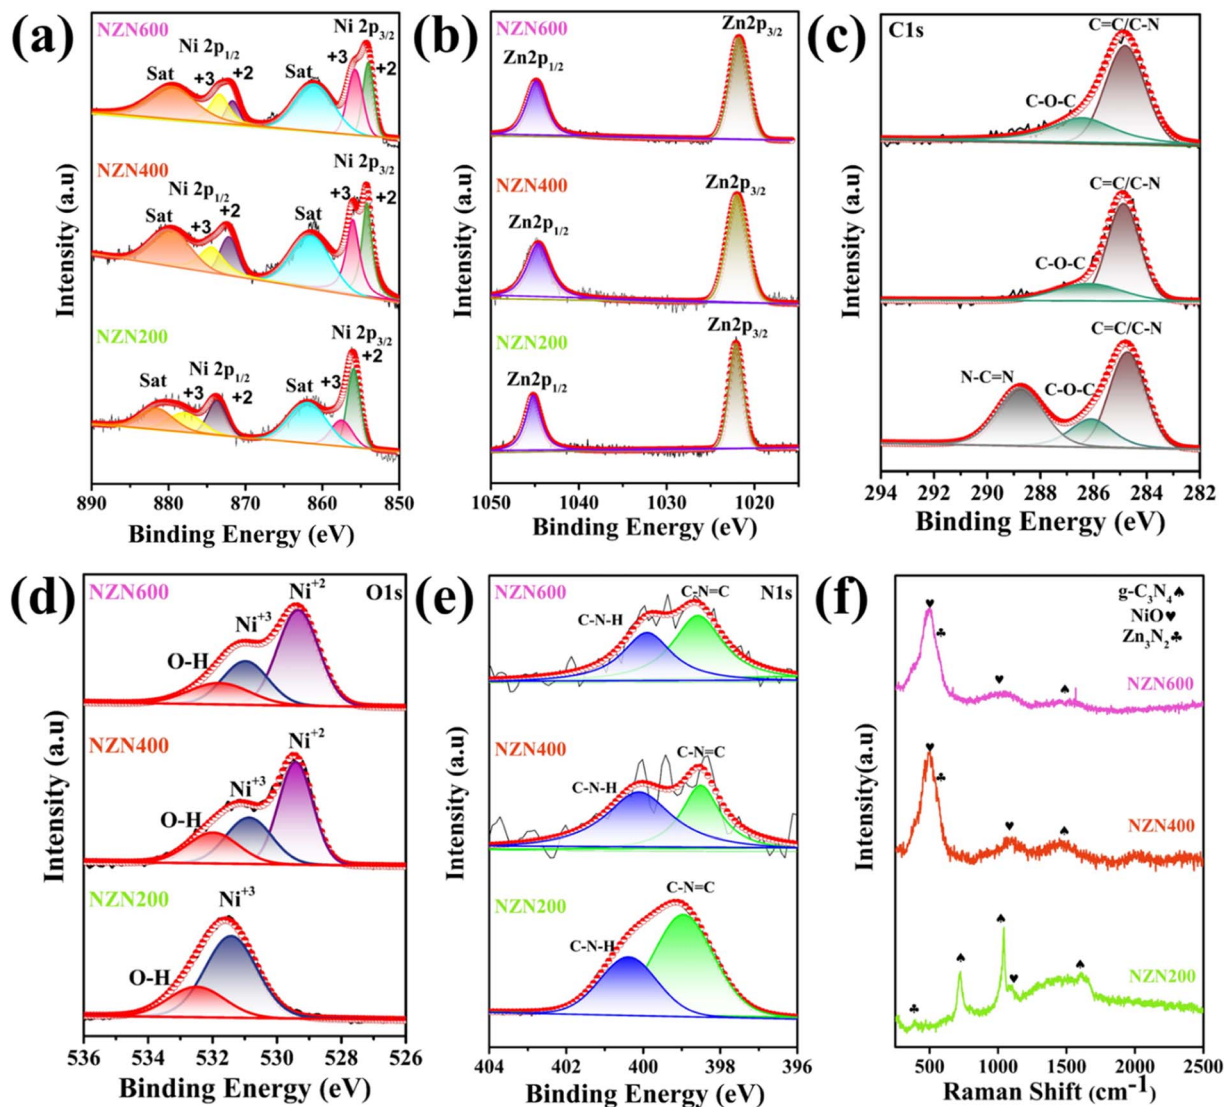 (a)
NZN600
Ni 2p1/2
Sat
+3
+2
Sat
Ni 2p3/2
+3
+2
NZN400
Ni 2p1/2
Sat
+3
+2
Sat
Ni 2p3/2
+3
+2
NZN200
Ni 2p1/2
Sat
+3
+2
Sat
Ni 2p3/2
+3
+2
Intensity (a.u)
890 880 870 860 850
Binding Energy (eV)
(b)
NZN600
Zn2p1/2
Zn2p3/2
NZN400
Zn2p1/2
Zn2p3/2
NZN200
Zn2p1/2
Zn2p3/2
Intensity (a.u)
1050 1040 1030 1020
Binding Energy (eV)
(c)
C1s
C=C/C-N
C-O-C
C=C/C-N
C-O-C
C=C/C-N
N-C=N
C-O-C
Intensity (a.u)
294 292 290 288 286 284 282
Binding Energy (eV)
(d)
NZN600
O1s
Ni+2
Ni+3
O-H
NZN400
Ni+2
Ni+3
O-H
NZN200
Ni+3
O-H
Intensity (a.u)
536 534 532 530 528 526
Binding Energy (eV)
(e)
NZN600
N1s
C-N=C
C-N-H
NZN400
C-N=C
C-N-H
NZN200
C-N=C
C-N-H
Intensity (a.u)
404 402 400 398 396
Binding Energy (eV)
(f)
g-C3N4♠
NiO♥
Zn3N2♣
NZN600
NZN400
NZN200
Intensity(a.u)
500 1000 1500 2000 2500
Raman Shift (cm-1)